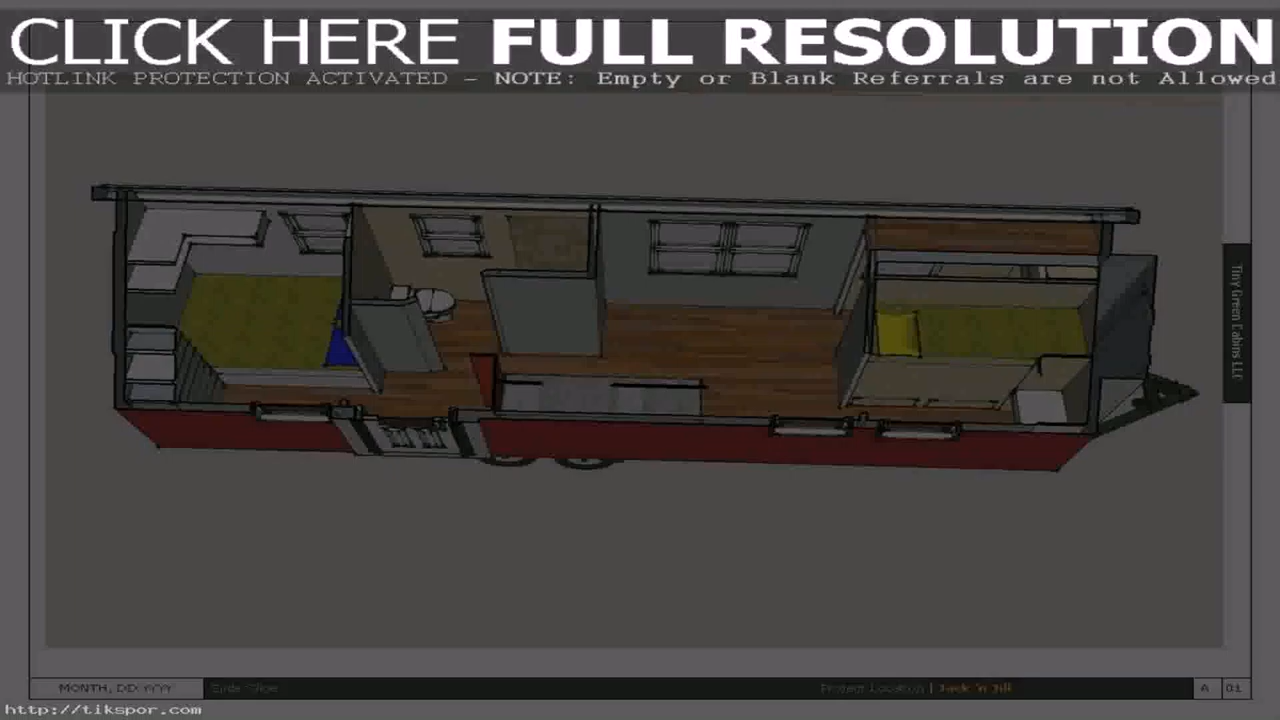 CLICK HERE FULL RESOLUTION
HOTLINK PROTECTION ACTIVATED - NOTE: Empty or Blank Referrals are not Allowed
Tiny Green Cabins LLC
MONTH, DD
Project Location | Jack 'n Jill
A 01
http://tikspor.com